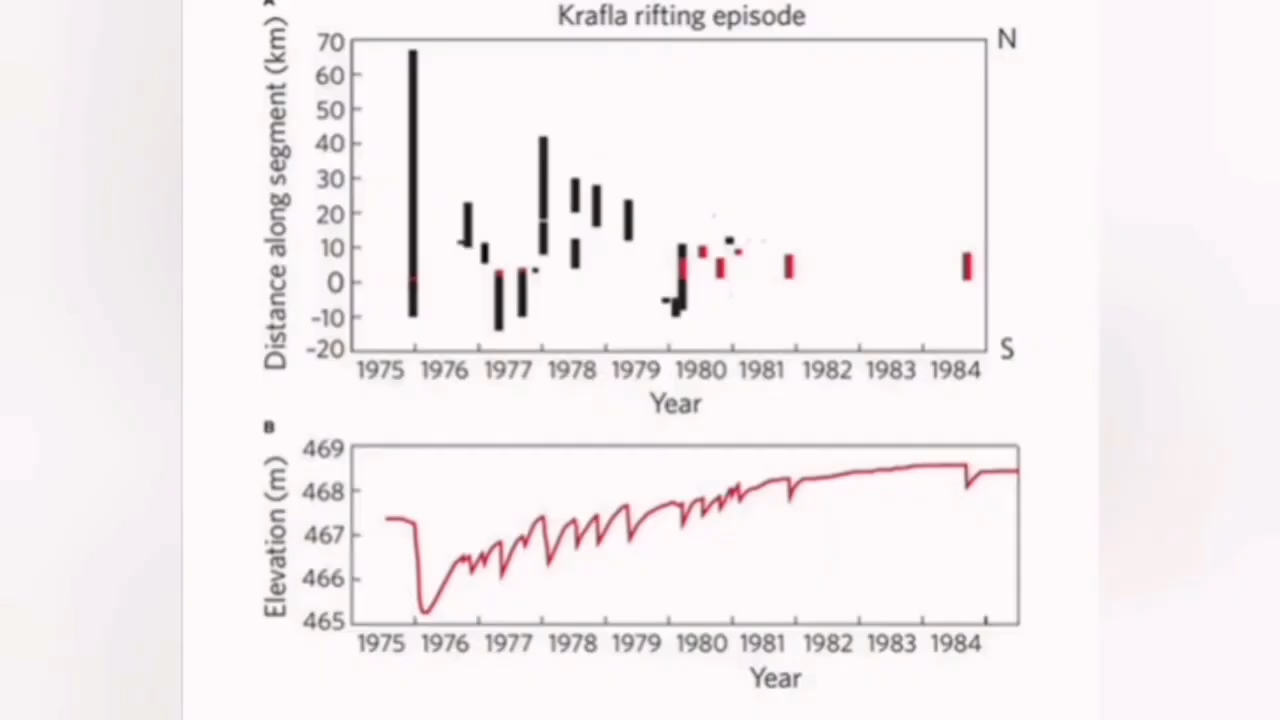 A
Krafla rifting episode
N
Distance along segment (km)
70
60
50
40
30
20
10
0
-10
-20
S
1975 1976 1977 1978 1979 1980 1981 1982 1983 1984
Year
B
Elevation (m)
469
468
467
466
465
1975 1976 1977 1978 1979 1980 1981 1982 1983 1984
Year